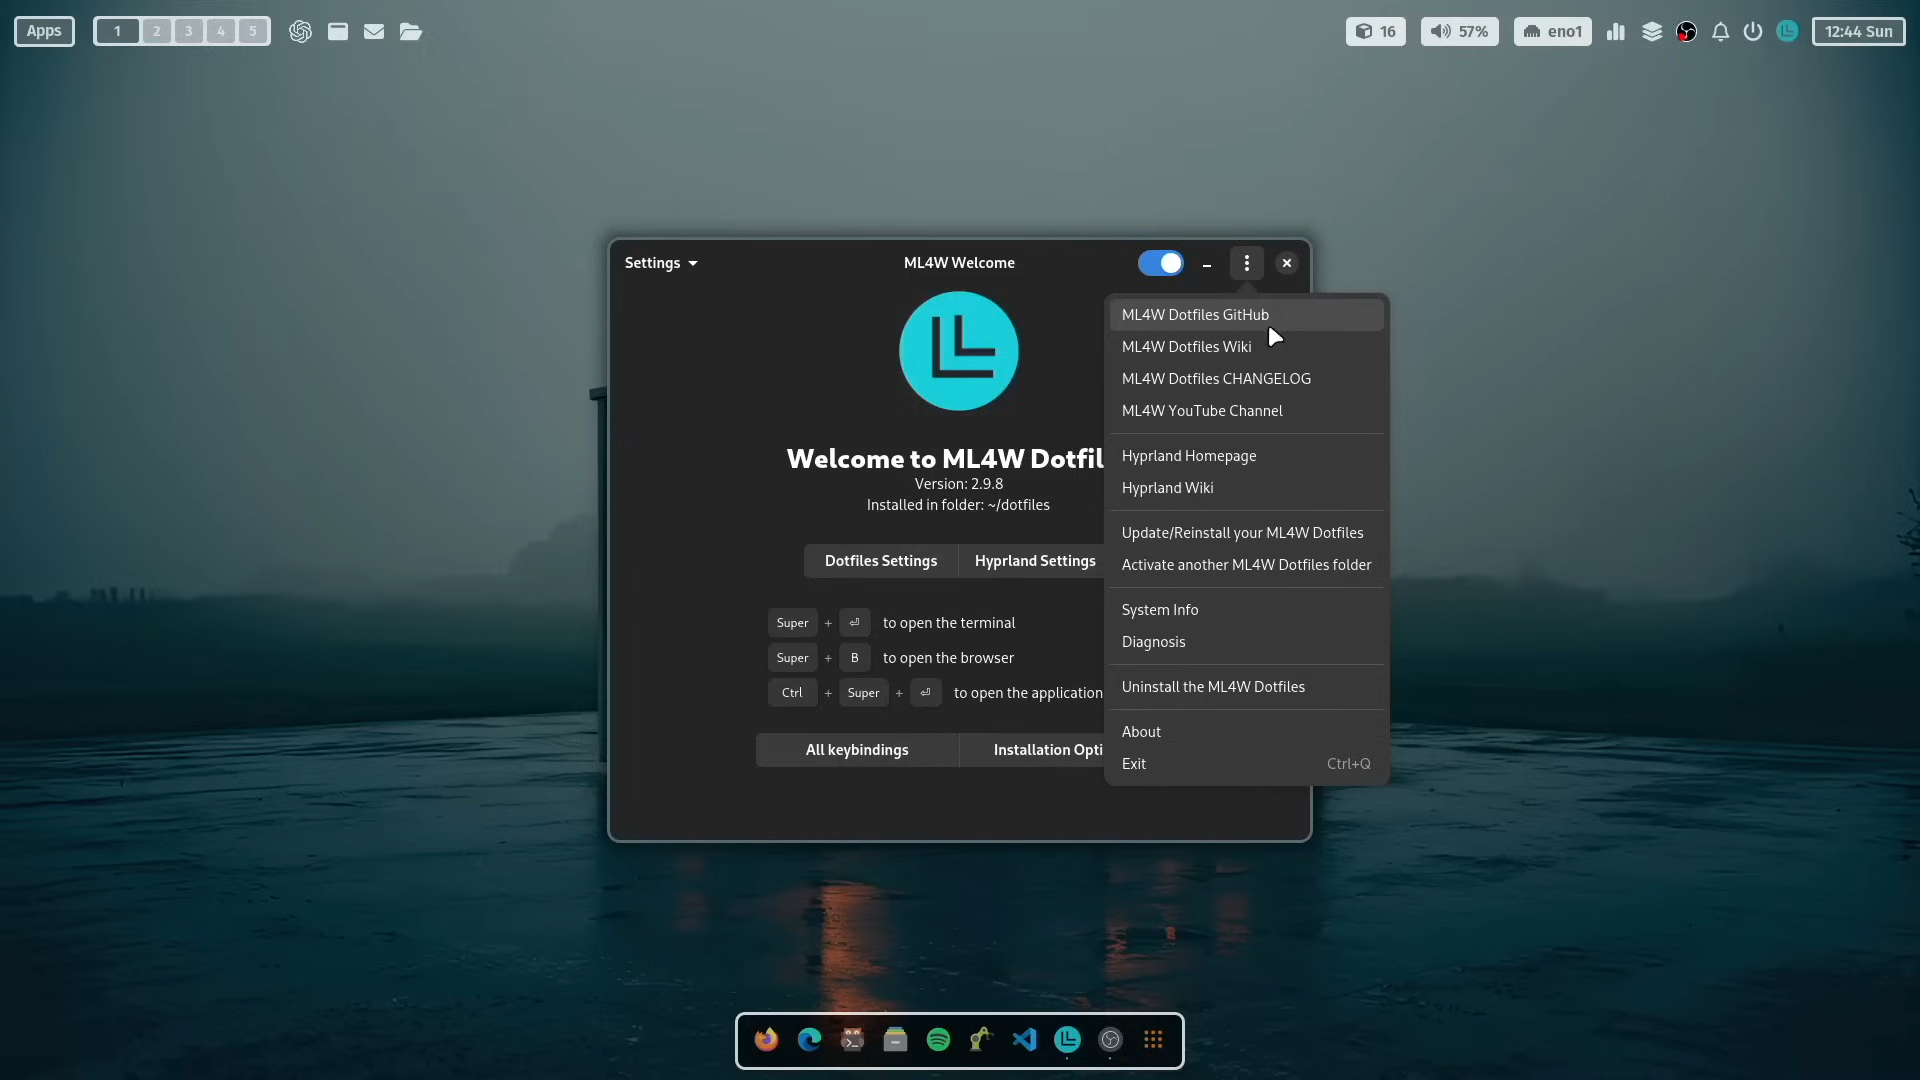 Apps
1 2 3 4 5
16
57%
eno1
12:44 Sun
Settings
ML4W Welcome
Welcome to ML4W Dotfil
Version: 2.9.8
Installed in folder: ~/dotfiles
Dotfiles Settings
Hyprland Settings
Super + ⏎ to open the terminal
Super + B to open the browser
Ctrl + Super + ⏎ to open the application
All keybindings
Installation Opti
ML4W Dotfiles GitHub
ML4W Dotfiles Wiki
ML4W Dotfiles CHANGELOG
ML4W YouTube Channel
Hyprland Homepage
Hyprland Wiki
Update/Reinstall your ML4W Dotfiles
Activate another ML4W Dotfiles folder
System Info
Diagnosis
Uninstall the ML4W Dotfiles
About
Exit Ctrl+Q